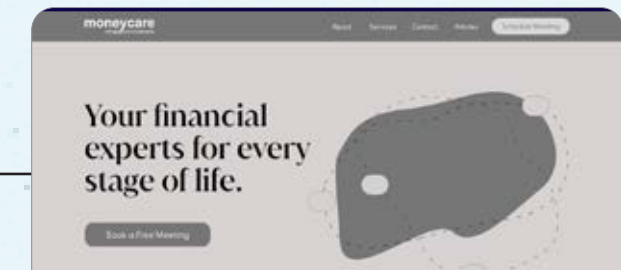 moneycare
About Services Contact Articles Schedule Meeting
Your financial
experts for every
stage of life.
Book a Free Meeting